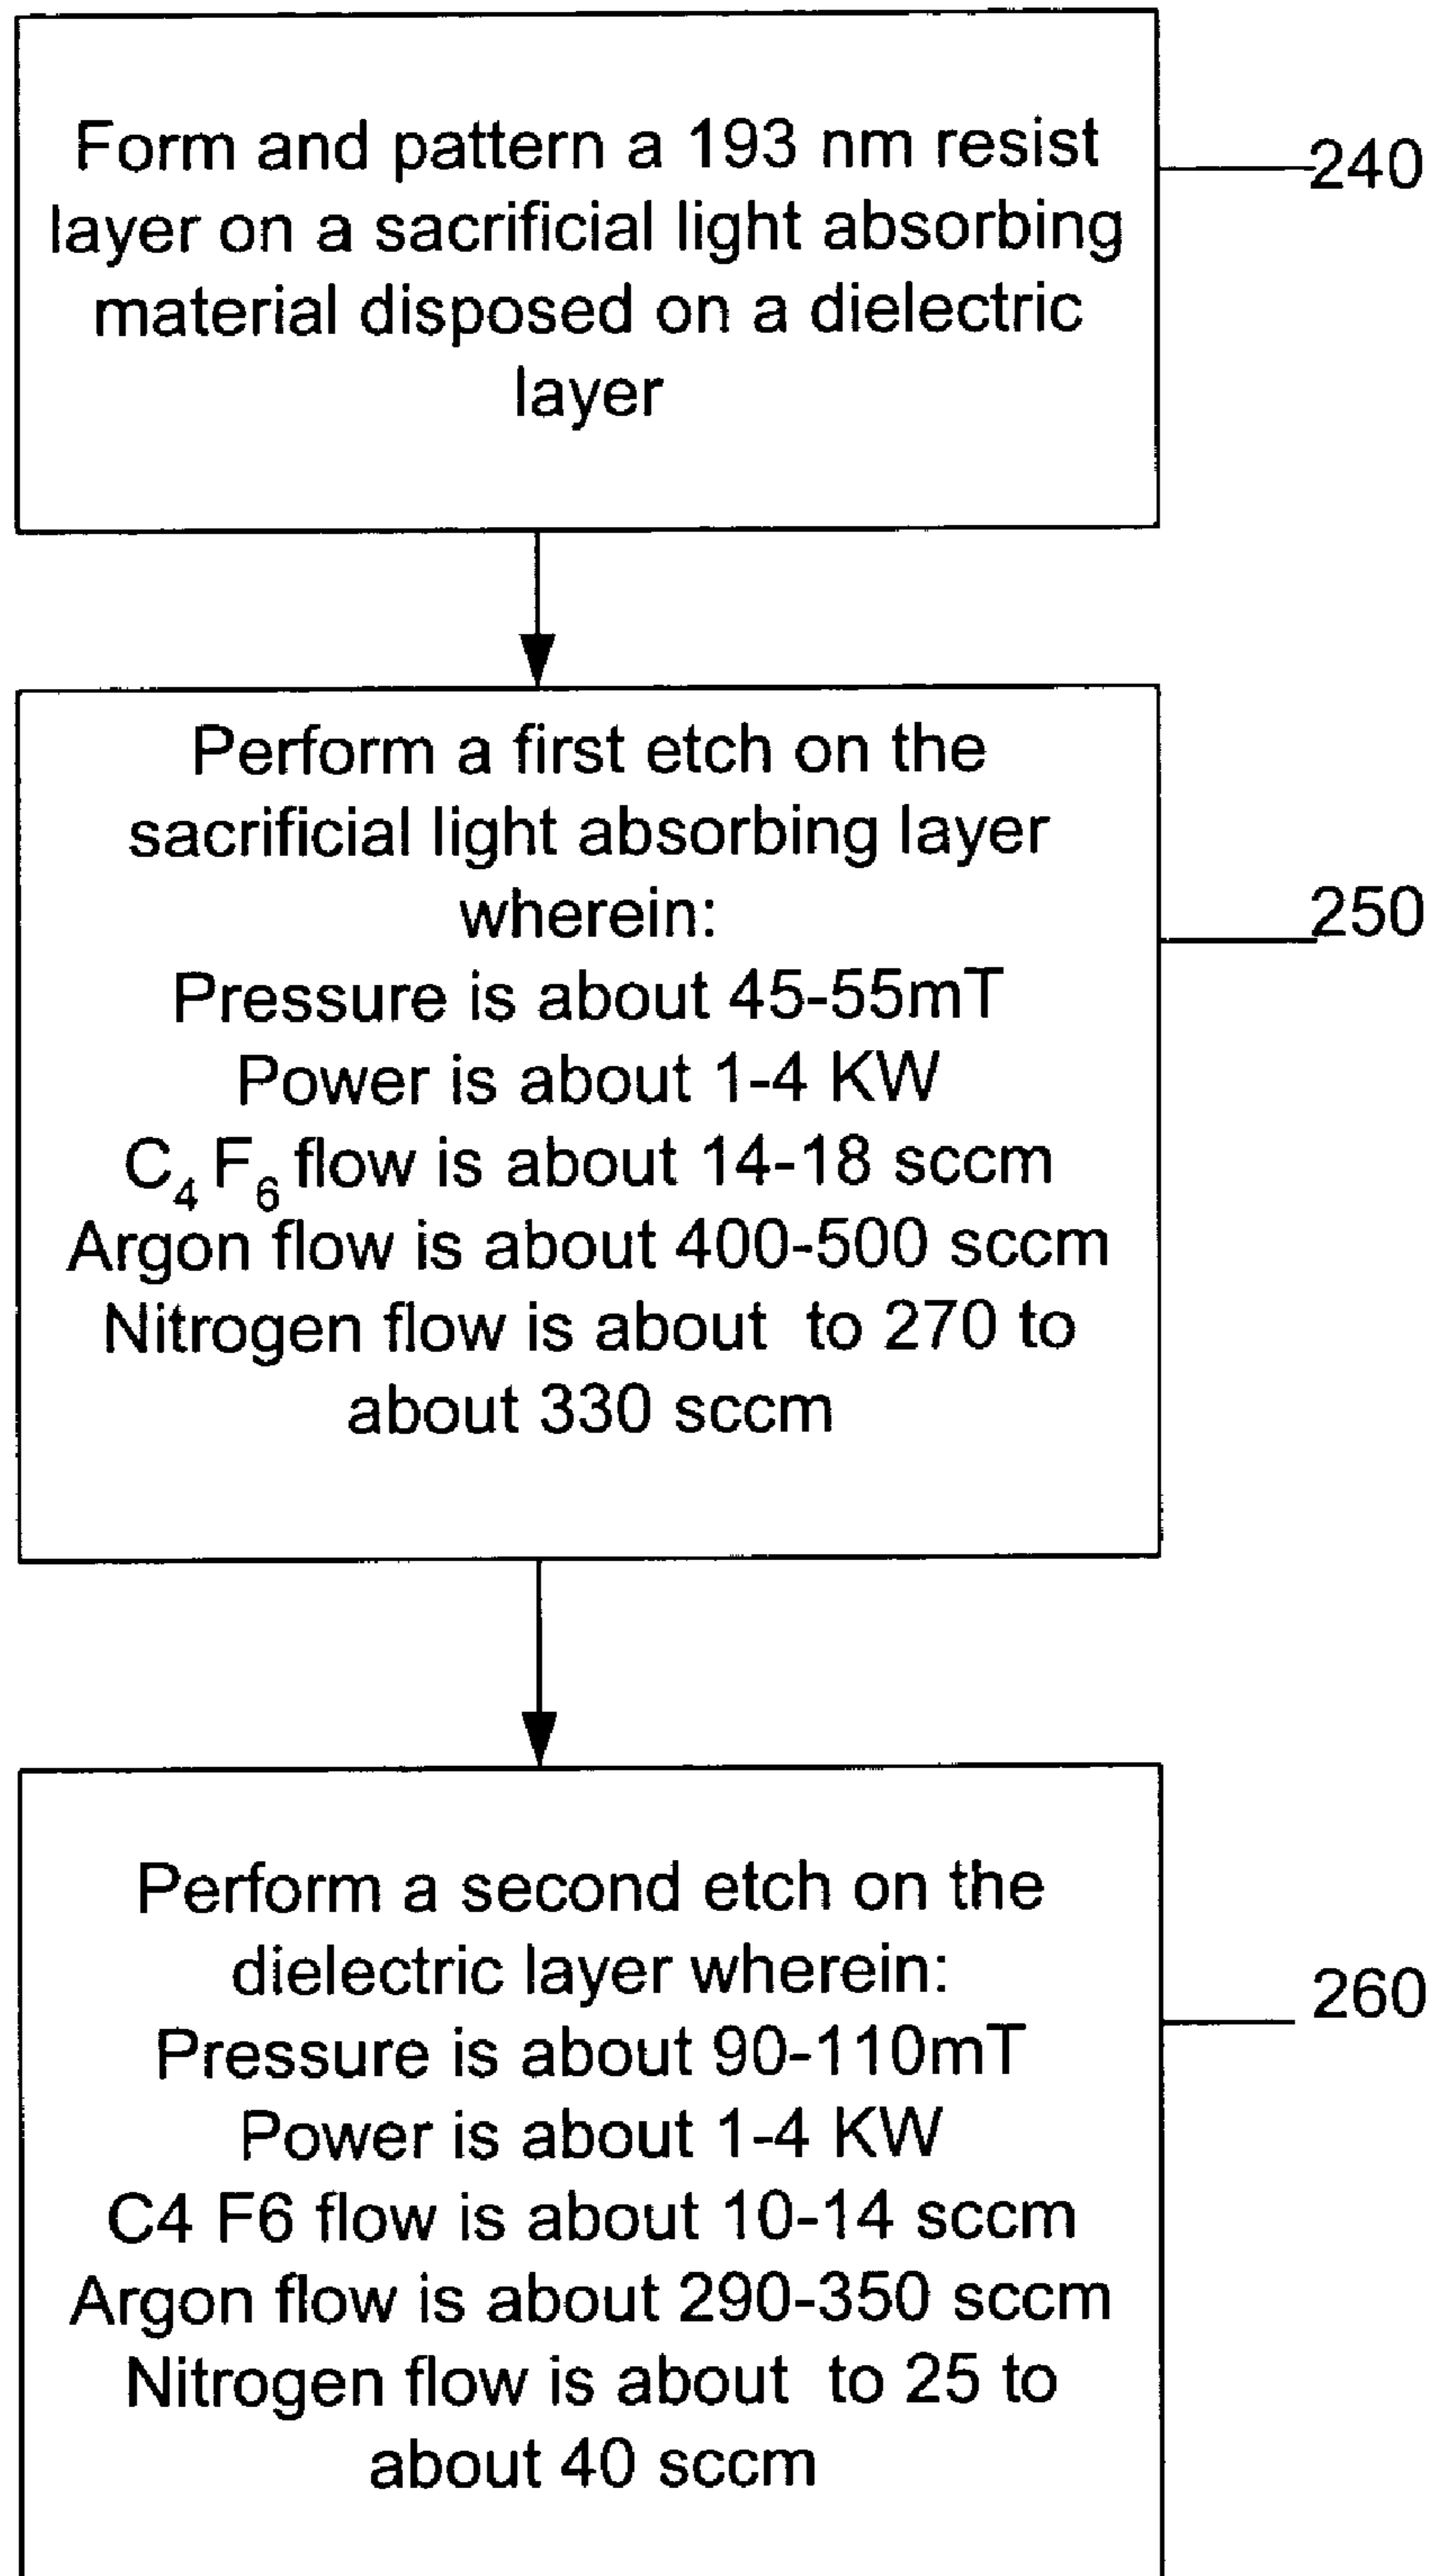 Form and pattern a 193 nm resist
layer on a sacrificial light absorbing
material disposed on a dielectric
layer
240
Perform a first etch on the
sacrificial light absorbing layer
wherein:
Pressure is about 45-55mT
Power is about 1-4 KW
C₄ F₆ flow is about 14-18 sccm
Argon flow is about 400-500 sccm
Nitrogen flow is about  to 270 to
about 330 sccm
250
Perform a second etch on the
dielectric layer wherein:
Pressure is about 90-110mT
Power is about 1-4 KW
C4 F6 flow is about 10-14 sccm
Argon flow is about 290-350 sccm
Nitrogen flow is about  to 25 to
about 40 sccm
260